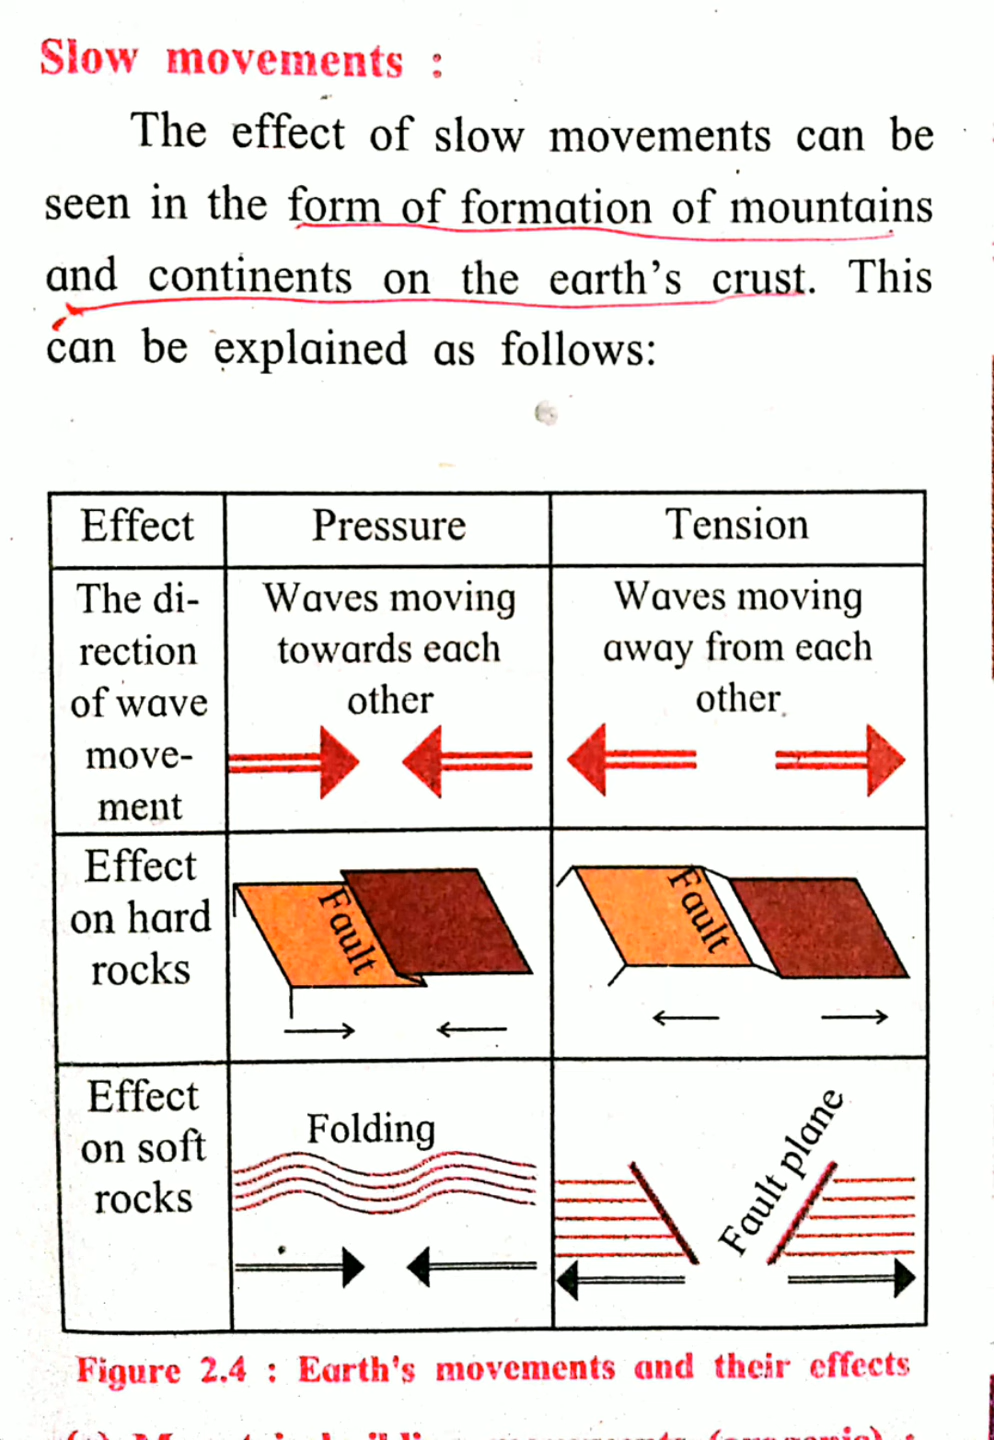 Slow movements :
The effect of slow movements can be
seen in the form of formation of mountains
and continents on the earth's crust. This
can be explained as follows:
Effect
Pressure
Tension
The di-
rection
of wave
move-
ment
Waves moving
towards each
other
Waves moving
away from each
other
Effect
on hard
rocks
Fault
Fault
Effect
on soft
rocks
Folding
Fault plane
Figure 2.4 : Earth's movements and their effects